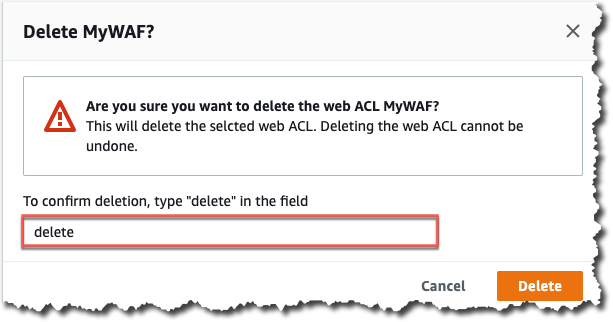 Delete MyWAF?
Are you sure you want to delete the web ACL MyWAF?
This will delete the selcted web ACL. Deleting the web ACL cannot be
undone.
To confirm deletion, type "delete" in the field
delete
Cancel Delete